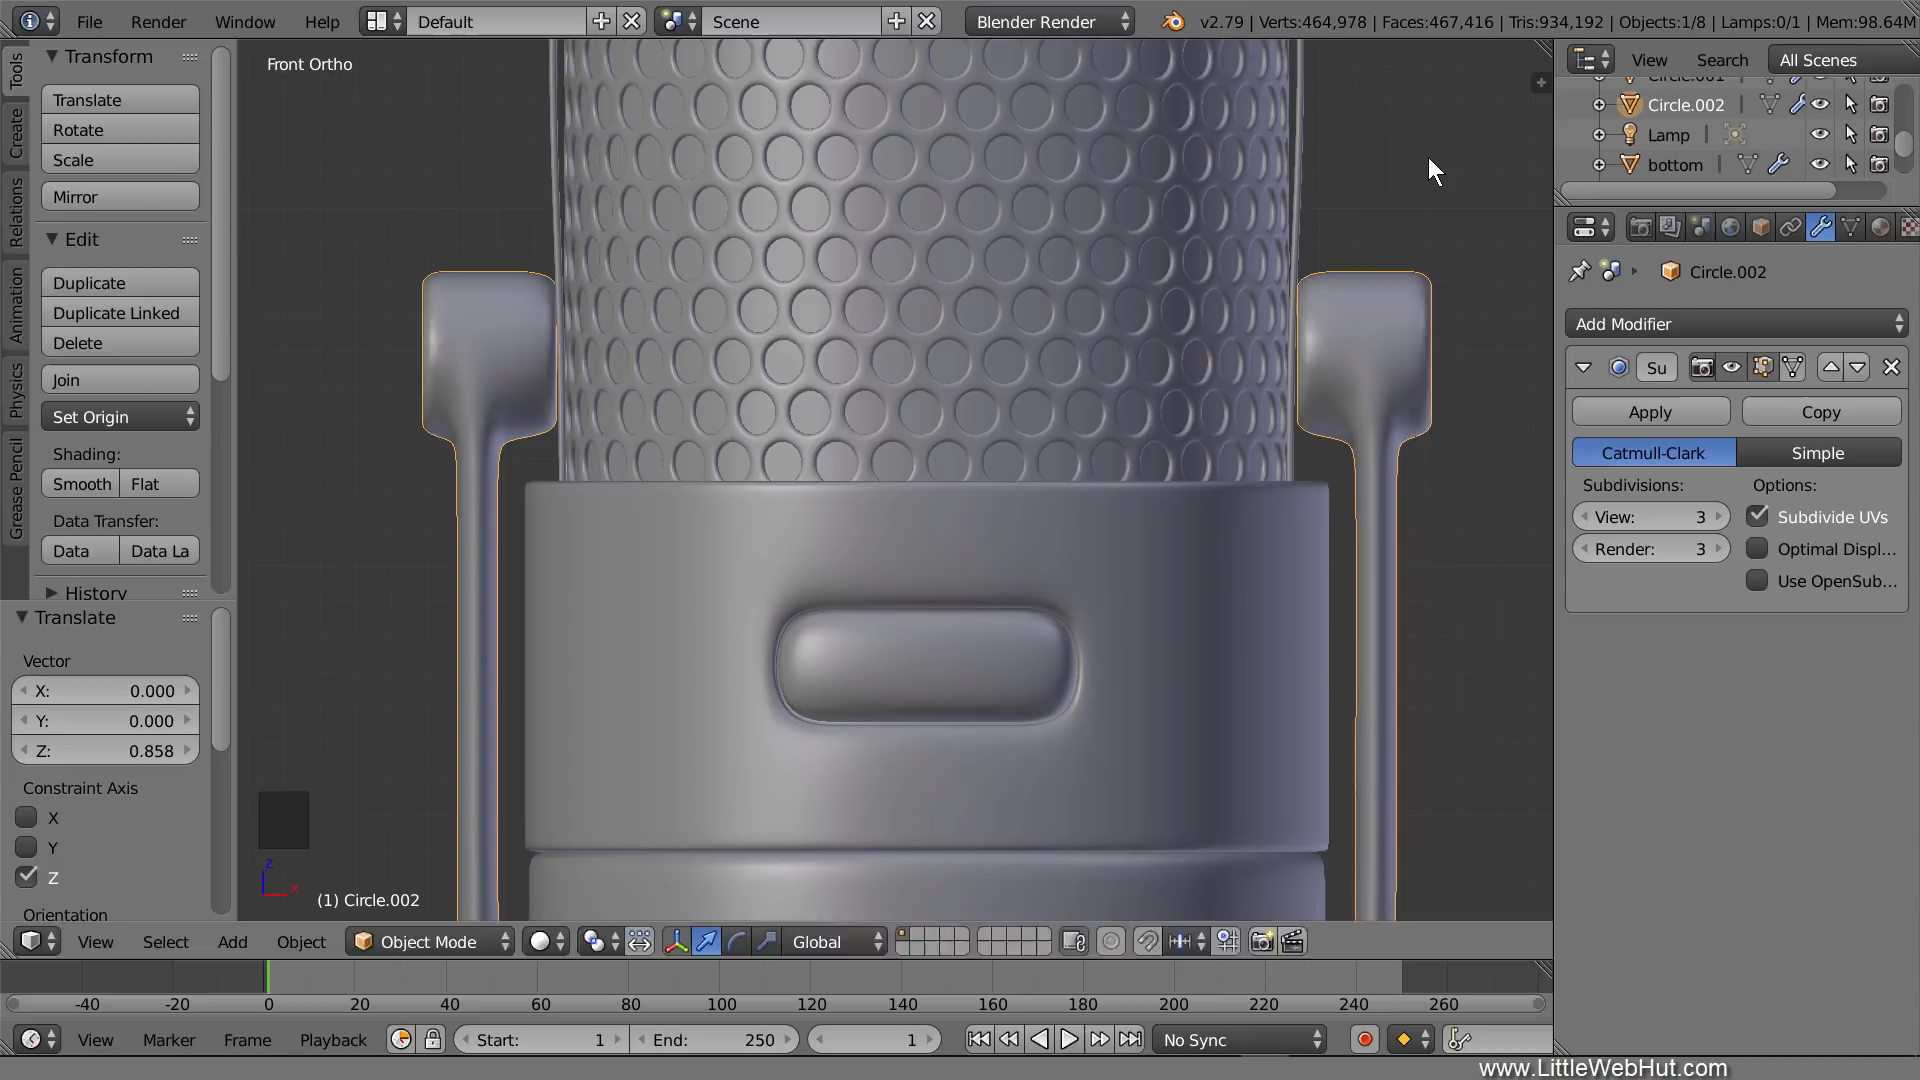 File Render Window Help Default Scene Blender Render v2.79 | Verts:464,978 | Faces:467,416 | Tris:934,192 | Objects:1/8 | Lamps:0/1 | Mem:98.64M
Tools
Create
Relations
Animation
Physics
Grease Pencil
Transform
Translate
Rotate
Scale
Mirror
Edit
Duplicate
Duplicate Linked
Delete
Join
Set Origin
Shading:
Smooth Flat
Data Transfer:
Data Data La
History
Translate
Vector
X: 0.000
Y: 0.000
Z: 0.858
Constraint Axis
X
Y
Z
Orientation
Front Ortho
z
x
(1) Circle.002
View Search All Scenes
Circle.001
Circle.002
Lamp
bottom
Circle.002
Add Modifier
Su
Apply Copy
Catmull-Clark Simple
Subdivisions: Options:
View: 3 Subdivide UVs
Render: 3 Optimal Displ...
Use OpenSub...
View Select Add Object Object Mode Global
-40 -20 0 20 40 60 80 100 120 140 160 180 200 220 240 260
View Marker Frame Playback Start: 1 End: 250 1 No Sync
www.LittleWebHut.com